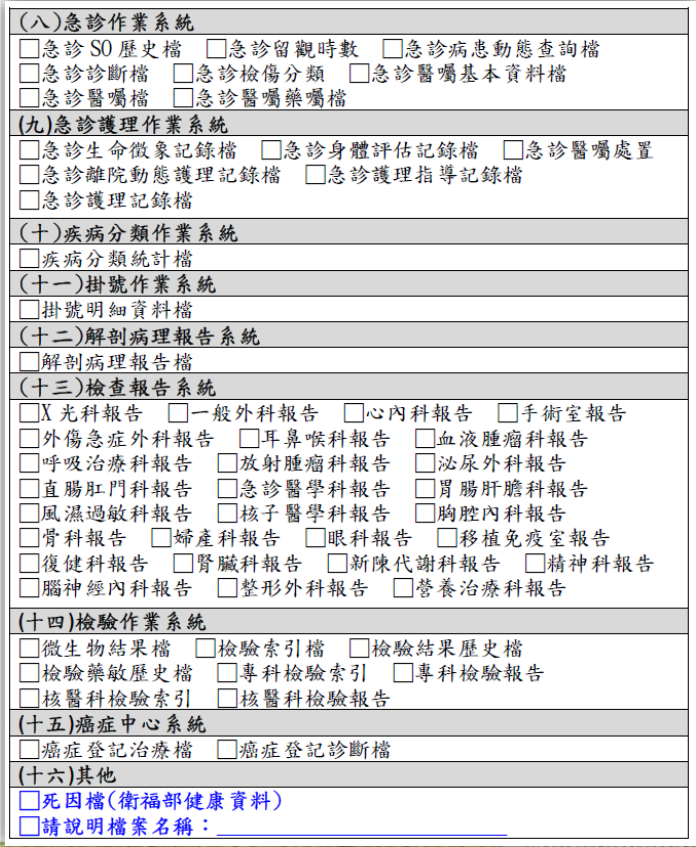 (八)急診作業系統
□急診SO歷史檔 □急診留觀時數 □急診病患動態查詢檔
□急診診斷檔 □急診檢傷分類 □急診醫囑基本資料檔
□急診醫囑檔 □急診醫囑藥囑檔
(九)急診護理作業系統
□急診生命徵象記錄檔 □急診身體評估記錄檔 □急診醫囑處置
□急診離院動態護理記錄檔 □急診護理指導記錄檔
□急診護理記錄檔
(十)疾病分類作業系統
□疾病分類統計檔
(十一)掛號作業系統
□掛號明細資料檔
(十二)解剖病理報告系統
□解剖病理報告檔
(十三)檢查報告系統
□X光科報告 □一般外科報告 □心內科報告 □手術室報告
□外傷急症外科報告 □耳鼻喉科報告 □血液腫瘤科報告
□呼吸治療科報告 □放射腫瘤科報告 □泌尿外科報告
□直腸肛門科報告 □急診醫學科報告 □胃腸肝膽科報告
□風濕過敏科報告 □核子醫學科報告 □胸腔內科報告
□骨科報告 □婦產科報告 □眼科報告 □移植免疫室報告
□復健科報告 □腎臟科報告 □新陳代謝科報告 □精神科報告
□腦神經內科報告 □整形外科報告 □營養治療科報告
(十四)檢驗作業系統
□微生物結果檔 □檢驗索引檔 □檢驗結果歷史檔
□檢驗藥敏歷史檔 □專科檢驗索引 □專科檢驗報告
□核醫科檢驗索引 □核醫科檢驗報告
(十五)癌症中心系統
□癌症登記治療檔 □癌症登記診斷檔
(十六)其他
□死因檔(衛福部健康資料)
□請說明檔案名稱：____________________